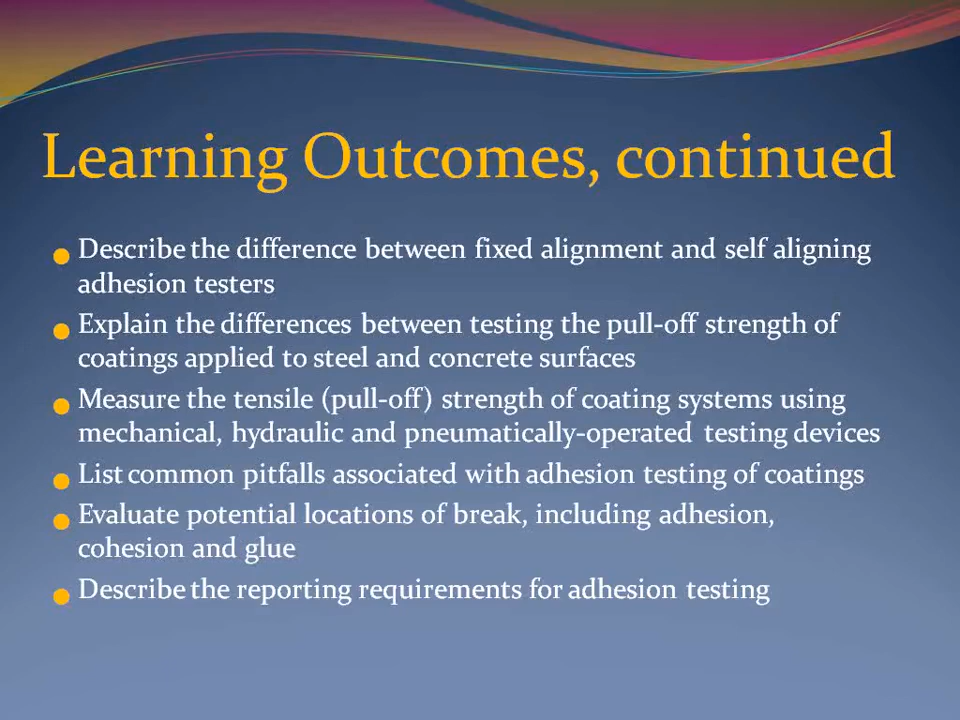 Learning Outcomes, continued
Describe the difference between fixed alignment and self aligning
adhesion testers
Explain the differences between testing the pull-off strength of
coatings applied to steel and concrete surfaces
Measure the tensile (pull-off) strength of coating systems using
mechanical, hydraulic and pneumatically-operated testing devices
List common pitfalls associated with adhesion testing of coatings
Evaluate potential locations of break, including adhesion,
cohesion and glue
Describe the reporting requirements for adhesion testing